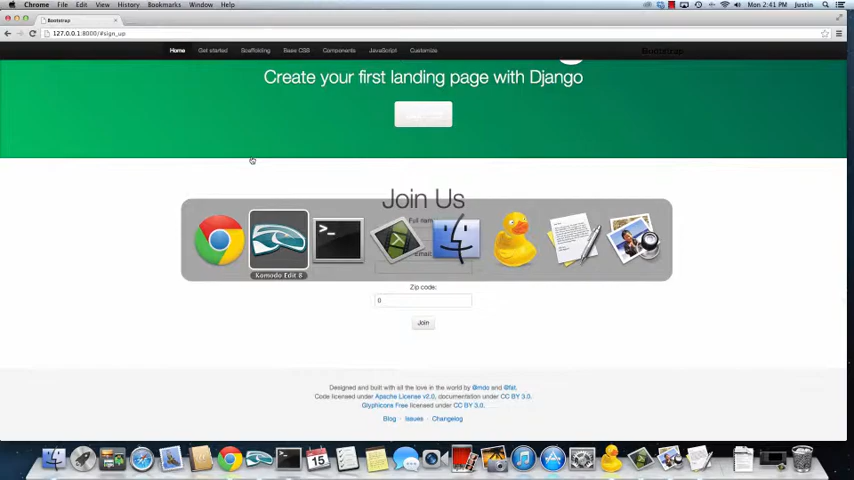 Chrome File Edit View History Bookmarks Window Help
Mon 2:41 PM Justin
Bootstrap
127.0.0.1:8000/#sign_up
Home Get started Scaffolding Base CSS Components JavaScript Customize Bootstrap
Create your first landing page with Django
Join Us
Full name
Email:
Komodo Edit 8
Zip code:
0
Join
Designed and built with all the love in the world by @mdo and @fat.
Code licensed under Apache License v2.0, documentation under CC BY 3.0.
Glyphicons Free licensed under CC BY 3.0.
Blog · Issues · Changelog
15